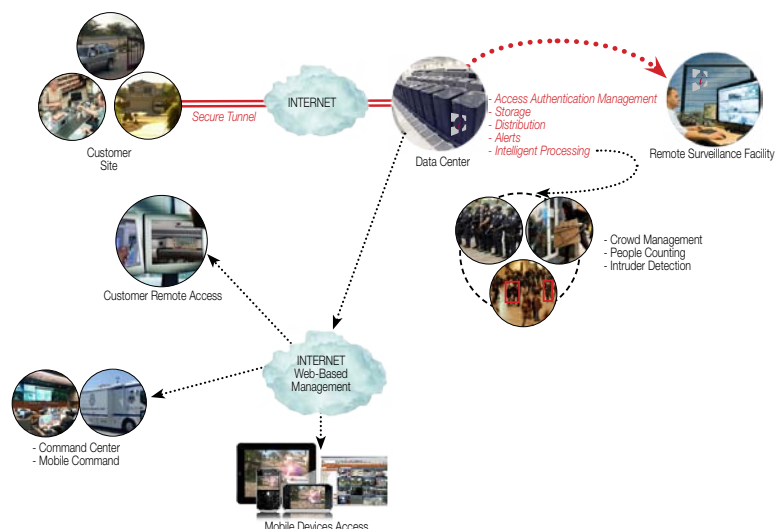 INTERNET
Secure Tunnel
Customer
Site
Data Center
- Access Authentication Management
- Storage
- Distribution
- Alerts
- Intelligent Processing
Remote Surveillance Facility
- Crowd Management
- People Counting
- Intruder Detection
Customer Remote Access
INTERNET
Web-Based
Management
- Command Center
- Mobile Command
Mobile Devices Access